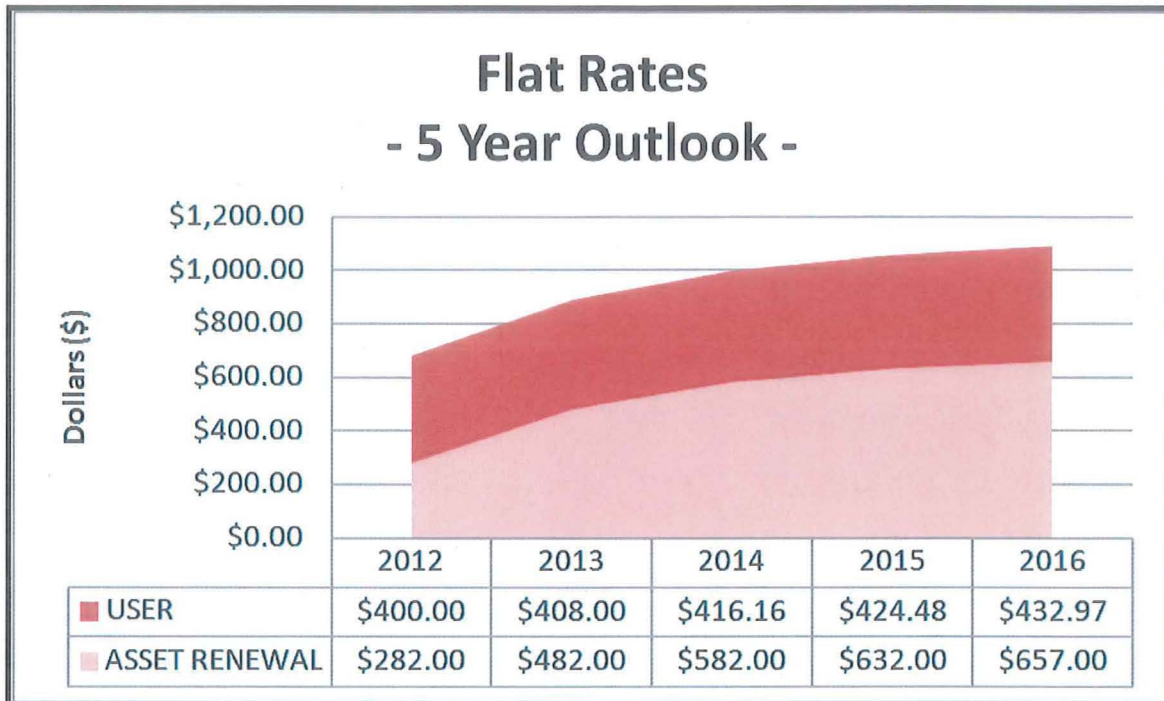 Flat Rates
- 5 Year Outlook -
Dollars ($)
$1,200.00
$1,000.00
$800.00
$600.00
$400.00
$200.00
$0.00
2012 2013 2014 2015 2016
USER $400.00 $408.00 $416.16 $424.48 $432.97
ASSET RENEWAL $282.00 $482.00 $582.00 $632.00 $657.00